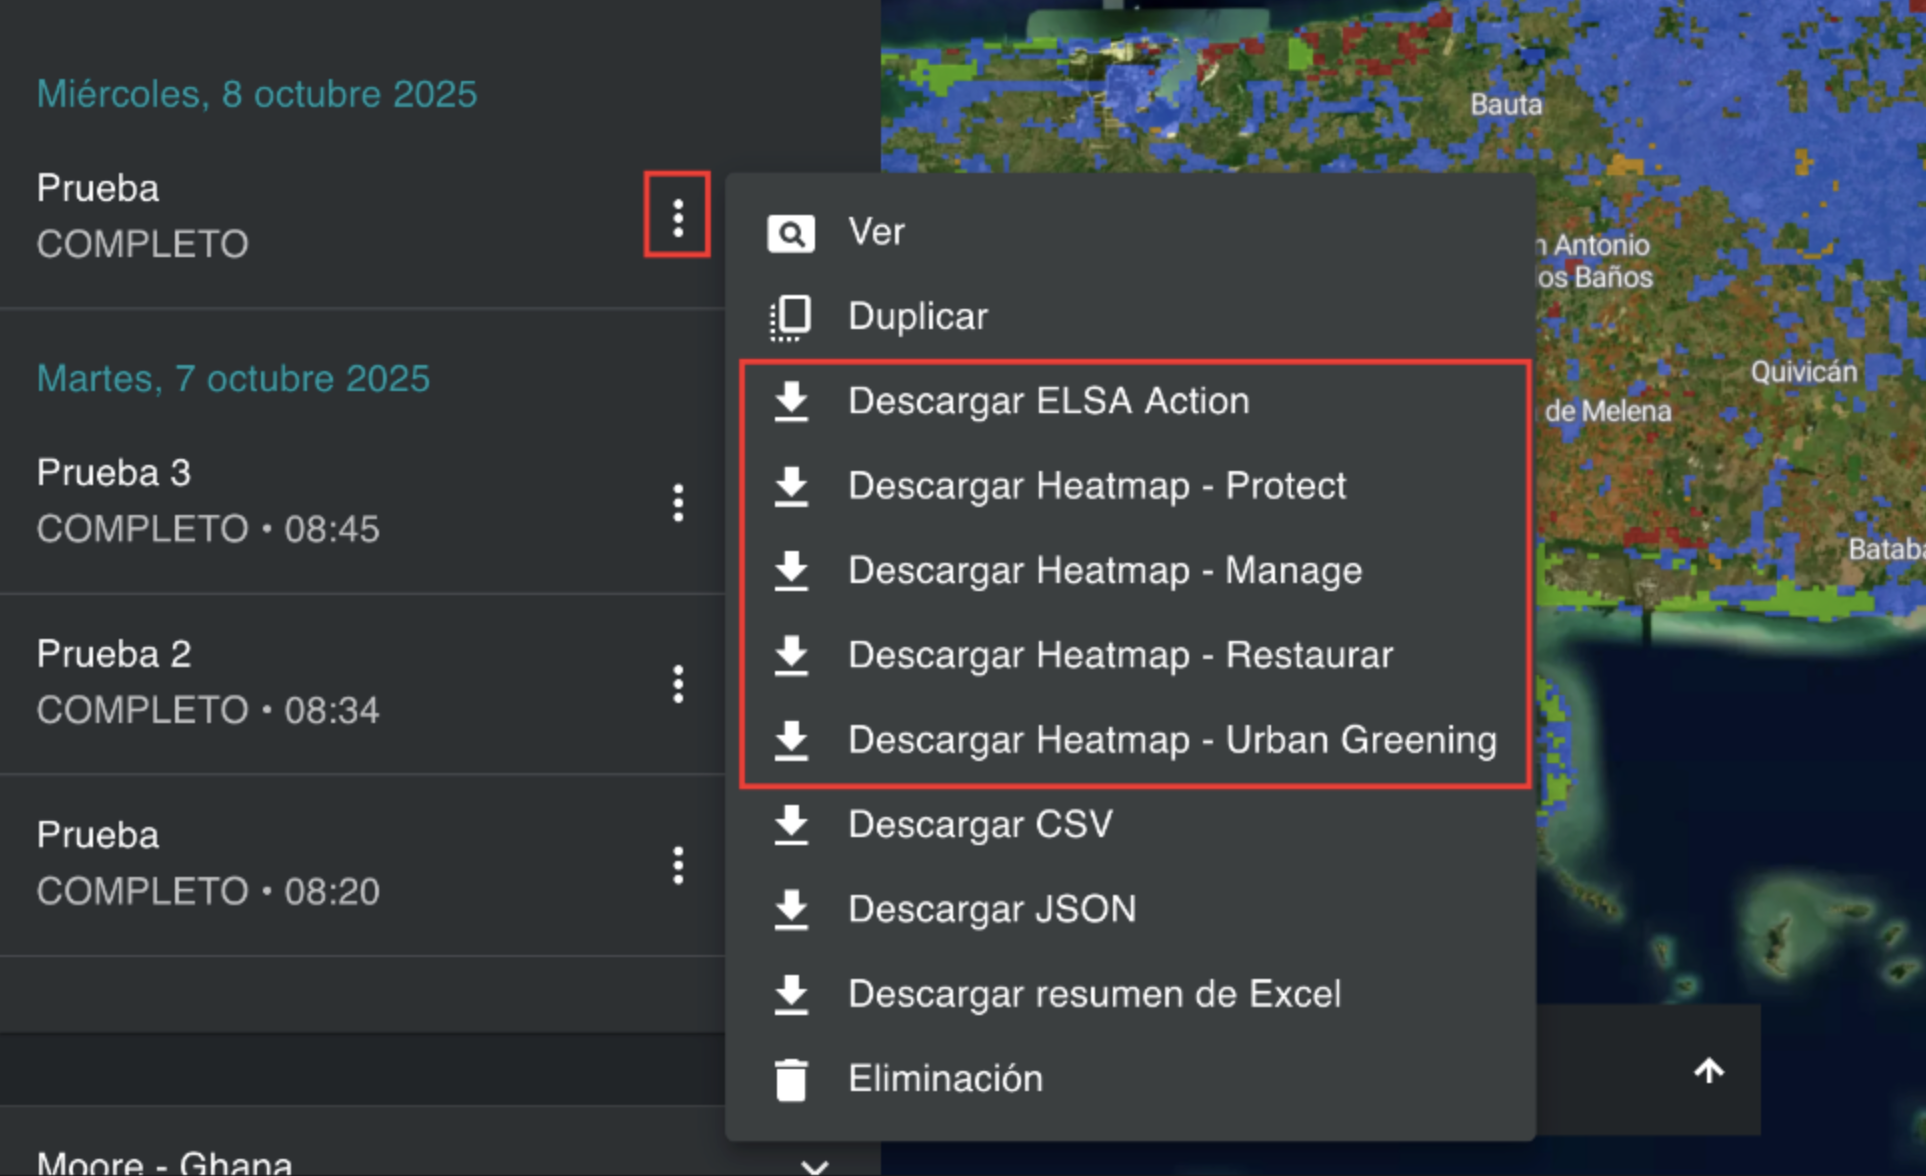 Miércoles, 8 octubre 2025
Prueba
COMPLETO
Martes, 7 octubre 2025
Prueba 3
COMPLETO • 08:45
Prueba 2
COMPLETO • 08:34
Prueba
COMPLETO • 08:20
Moore - Ghana
Ver
Duplicar
Descargar ELSA Action
Descargar Heatmap - Protect
Descargar Heatmap - Manage
Descargar Heatmap - Restaurar
Descargar Heatmap - Urban Greening
Descargar CSV
Descargar JSON
Descargar resumen de Excel
Eliminación
Bauta
n Antonio
os Baños
Quivicán
de Melena
Bataba